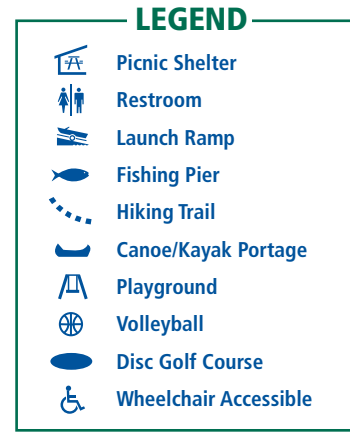 LEGEND
Picnic Shelter
Restroom
Launch Ramp
Fishing Pier
Hiking Trail
Canoe/Kayak Portage
Playground
Volleyball
Disc Golf Course
Wheelchair Accessible